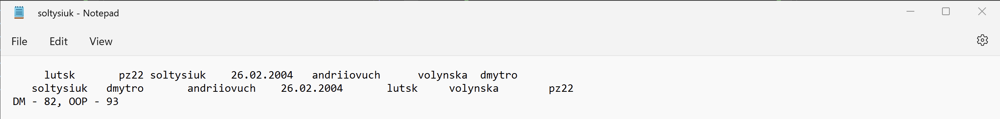 soltysiuk - Notepad
File Edit View
lutsk pz22 soltysiuk 26.02.2004 andriiovuch volynska dmytro
soltysiuk dmytro andriiovuch 26.02.2004 lutsk volynska pz22
DM - 82, OOP - 93